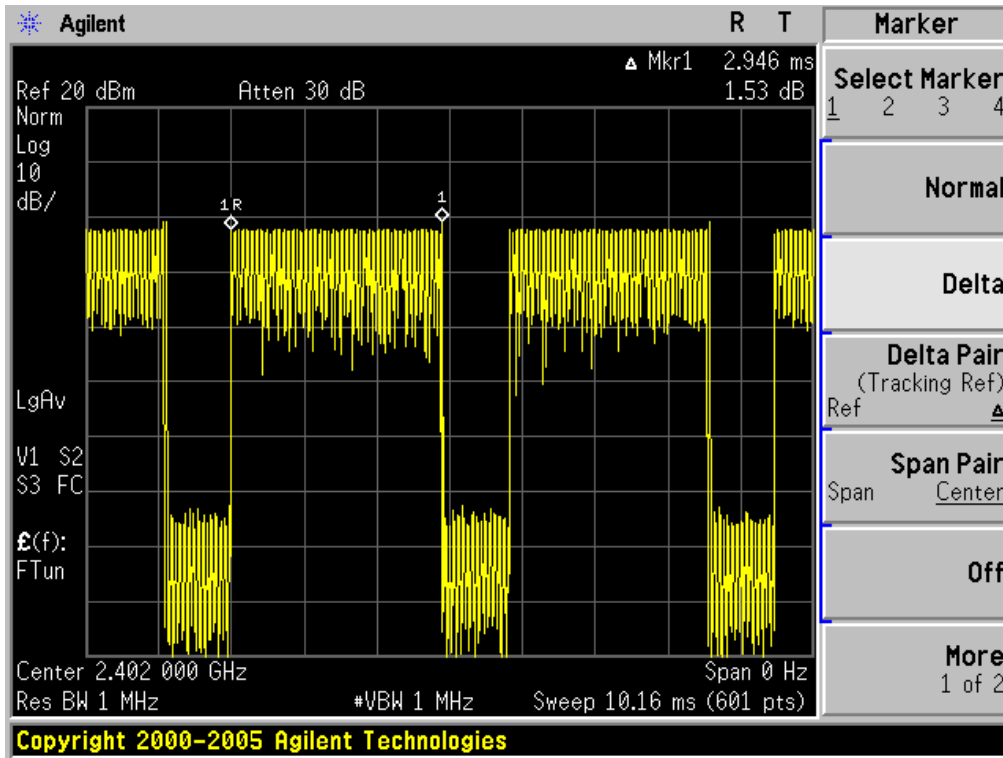 Agilent
R T
Marker
▵ Mkr1 2.946 ms
Ref 20 dBm Atten 30 dB 1.53 dB
Norm
Log
10
dB/
1R
1
LgAv
V1 S2
S3 FC
£(f):
FTun
Center 2.402 000 GHz Span 0 Hz
Res BW 1 MHz #VBW 1 MHz Sweep 10.16 ms (601 pts)
Copyright 2000-2005 Agilent Technologies
Select Marker
1 2 3 4
Normal
Delta
Delta Pair
(Tracking Ref)
Ref ▵
Span Pair
Span Center
Off
More
1 of 2